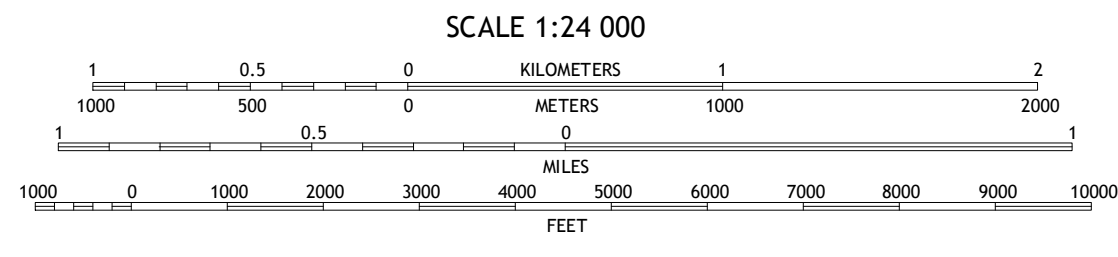 SCALE 1:24 000
1 0.5 0 KILOMETERS 1 2
1000 500 0 METERS 1000 2000
1 0.5 0 1
MILES
1000 0 1000 2000 3000 4000 5000 6000 7000 8000 9000 10000
FEET